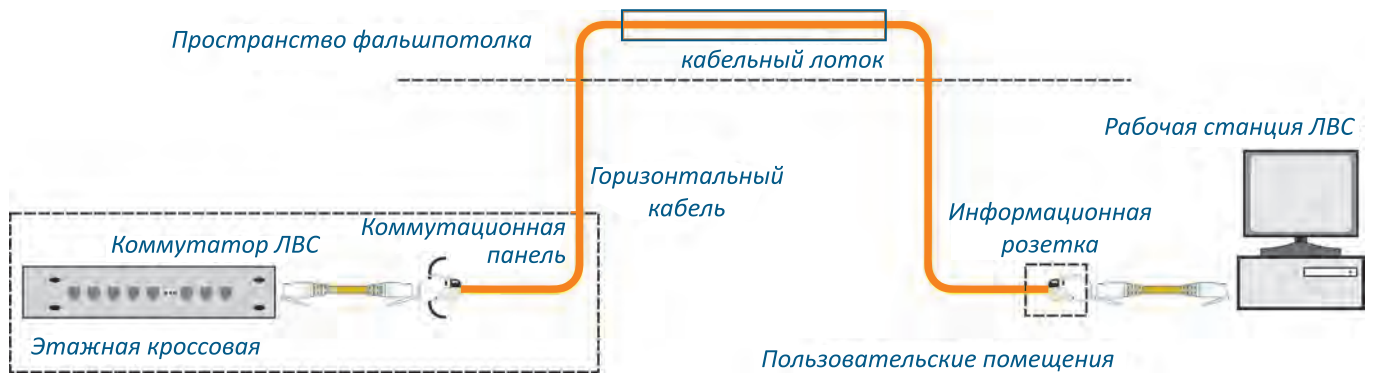 Пространство фальшпотолка
кабельный лоток
Рабочая станция ЛВС
Горизонтальный
кабель
Информационная
розетка
Коммутационная
панель
Коммутатор ЛВС
Этажная кроссовая
Пользовательские помещения